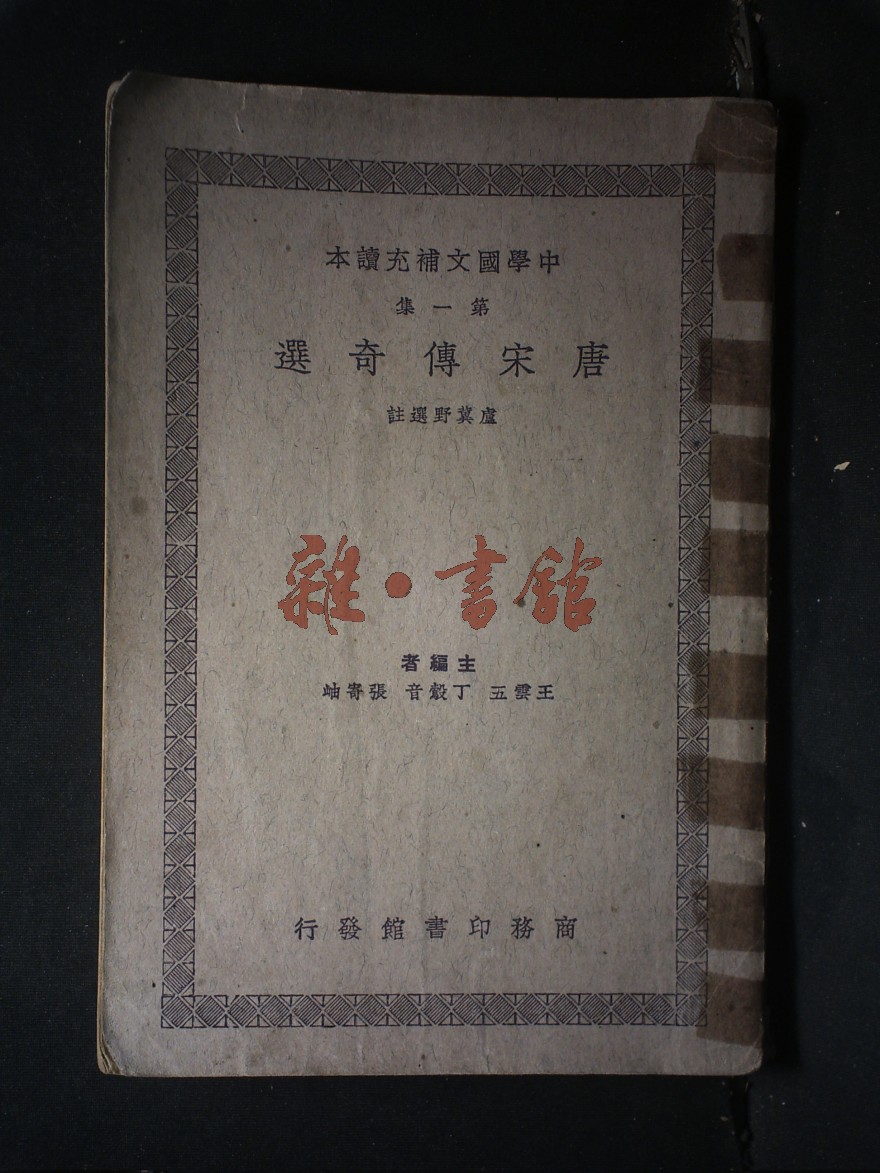 中學國文補充讀本
第一集
唐宋傳奇選
盧冀野選註
雜·書館
主編者
王雲五 丁瑴音 張寄岫
商務印書館發行